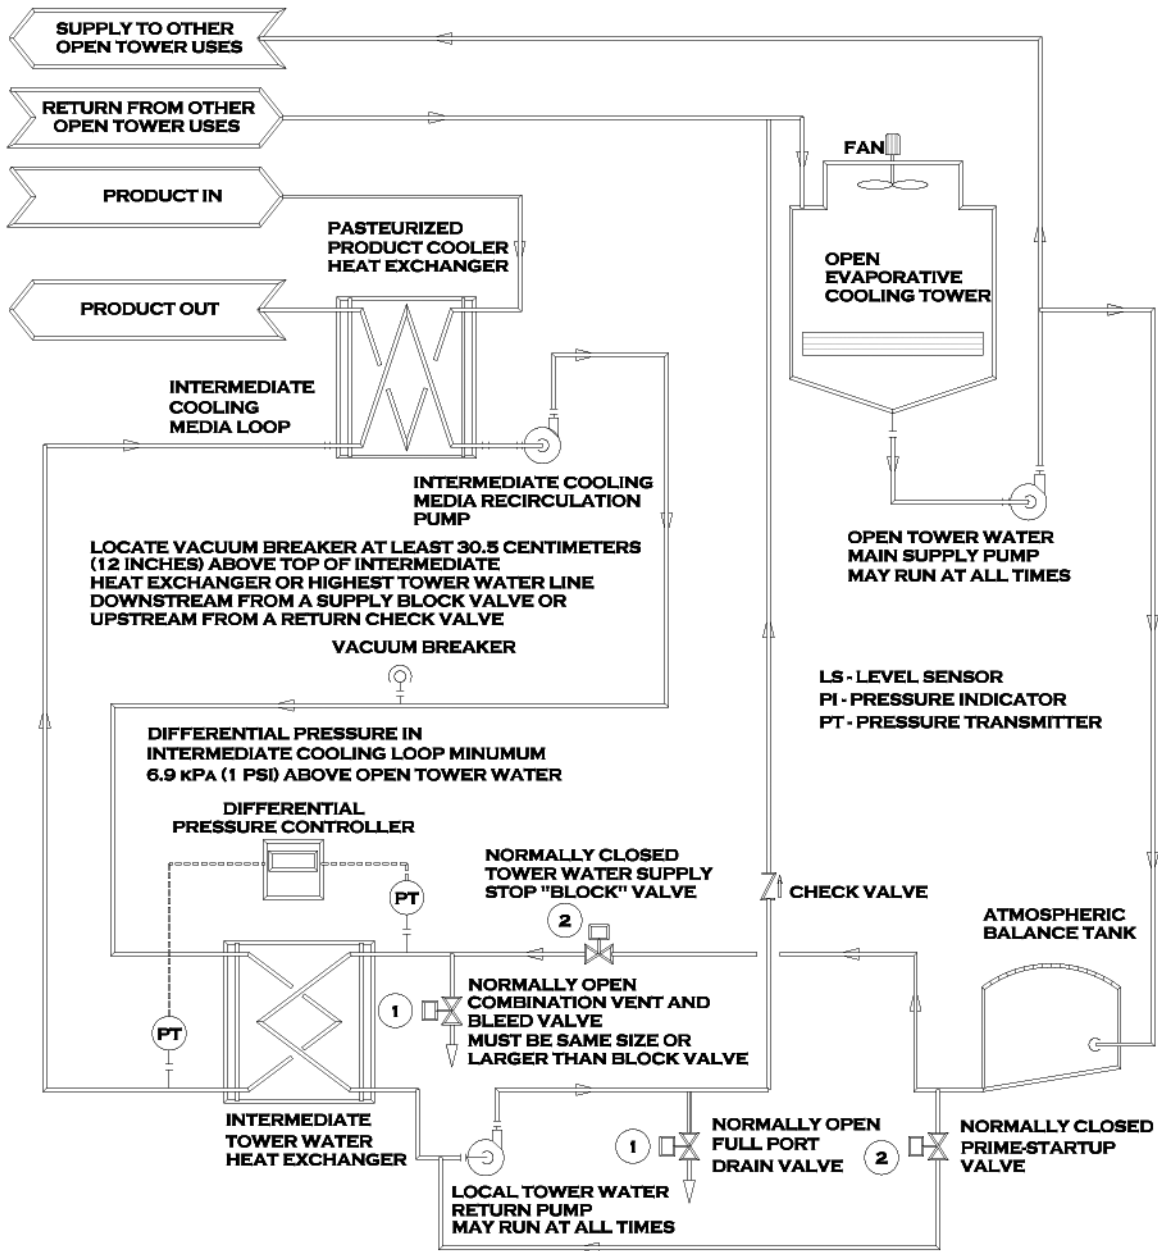 SUPPLY TO OTHER
OPEN TOWER USES
RETURN FROM OTHER
OPEN TOWER USES
PRODUCT IN
PRODUCT OUT
PASTEURIZED
PRODUCT COOLER
HEAT EXCHANGER
FAN
OPEN
EVAPORATIVE
COOLING TOWER
INTERMEDIATE
COOLING
MEDIA LOOP
INTERMEDIATE COOLING
MEDIA RECIRCULATION
PUMP
OPEN TOWER WATER
MAIN SUPPLY PUMP
MAY RUN AT ALL TIMES
LOCATE VACUUM BREAKER AT LEAST 30.5 CENTIMETERS
(12 INCHES) ABOVE TOP OF INTERMEDIATE
HEAT EXCHANGER OR HIGHEST TOWER WATER LINE
DOWNSTREAM FROM A SUPPLY BLOCK VALVE OR
UPSTREAM FROM A RETURN CHECK VALVE
VACUUM BREAKER
LS - LEVEL SENSOR
PI - PRESSURE INDICATOR
PT - PRESSURE TRANSMITTER
DIFFERENTIAL PRESSURE IN
INTERMEDIATE COOLING LOOP MINUMUM
6.9 KPA (1 PSI) ABOVE OPEN TOWER WATER
DIFFERENTIAL
PRESSURE CONTROLLER
PT
NORMALLY CLOSED
TOWER WATER SUPPLY
STOP "BLOCK" VALVE
2
CHECK VALVE
ATMOSPHERIC
BALANCE TANK
1
NORMALLY OPEN
COMBINATION VENT AND
BLEED VALVE
MUST BE SAME SIZE OR
LARGER THAN BLOCK VALVE
PT
INTERMEDIATE
TOWER WATER
HEAT EXCHANGER
LOCAL TOWER WATER
RETURN PUMP
MAY RUN AT ALL TIMES
1
NORMALLY OPEN
FULL PORT
DRAIN VALVE
2
NORMALLY CLOSED
PRIME-STARTUP
VALVE